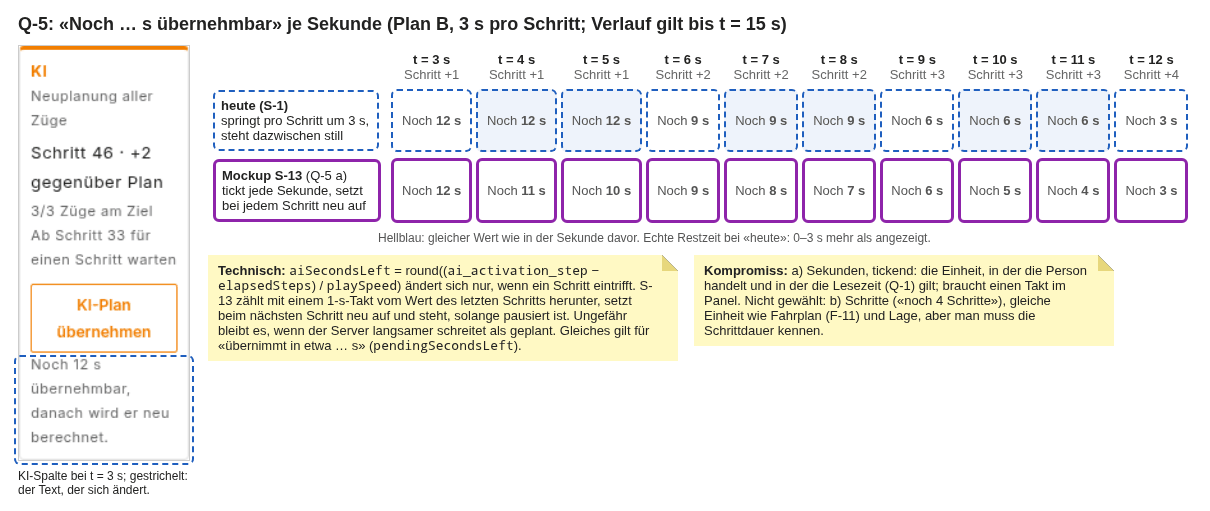 Q-5: «Noch … s übernehmbar» je Sekunde (Plan B, 3 s pro Schritt; Verlauf gilt bis t = 15 s)
KI
Neuplanung aller
Züge
Schritt 46 · +2
gegenüber Plan
3/3 Züge am Ziel
Ab Schritt 33 für
einen Schritt warten
KI-Plan
übernehmen
Noch 12 s
übernehmbar,
danach wird er neu
berechnet.
KI-Spalte bei t = 3 s; gestrichelt:
der Text, der sich ändert.
t = 3 s t = 4 s t = 5 s t = 6 s t = 7 s t = 8 s t = 9 s t = 10 s t = 11 s t = 12 s
Schritt +1 Schritt +1 Schritt +1 Schritt +2 Schritt +2 Schritt +2 Schritt +3 Schritt +3 Schritt +3 Schritt +4
heute (S-1)
springt pro Schritt um 3 s,
steht dazwischen still
Noch 12 s Noch 12 s Noch 12 s Noch 9 s Noch 9 s Noch 9 s Noch 6 s Noch 6 s Noch 6 s Noch 3 s
Mockup S-13 (Q-5 a)
tickt jede Sekunde, setzt
bei jedem Schritt neu auf
Noch 12 s Noch 11 s Noch 10 s Noch 9 s Noch 8 s Noch 7 s Noch 6 s Noch 5 s Noch 4 s Noch 3 s
Hellblau: gleicher Wert wie in der Sekunde davor. Echte Restzeit bei «heute»: 0–3 s mehr als angezeigt.
Technisch: aiSecondsLeft = round((ai_activation_step −
elapsedSteps) / playSpeed) ändert sich nur, wenn ein Schritt eintrifft. S-
13 zählt mit einem 1-s-Takt vom Wert des letzten Schritts herunter, setzt
beim nächsten Schritt neu auf und steht, solange pausiert ist. Ungefähr
bleibt es, wenn der Server langsamer schreitet als geplant. Gleiches gilt für
«übernimmt in etwa … s» (pendingSecondsLeft).
Kompromiss: a) Sekunden, tickend: die Einheit, in der die Person
handelt und in der die Lesezeit (Q-1) gilt; braucht einen Takt im
Panel. Nicht gewählt: b) Schritte («noch 4 Schritte»), gleiche
Einheit wie Fahrplan (F-11) und Lage, aber man muss die
Schrittdauer kennen.